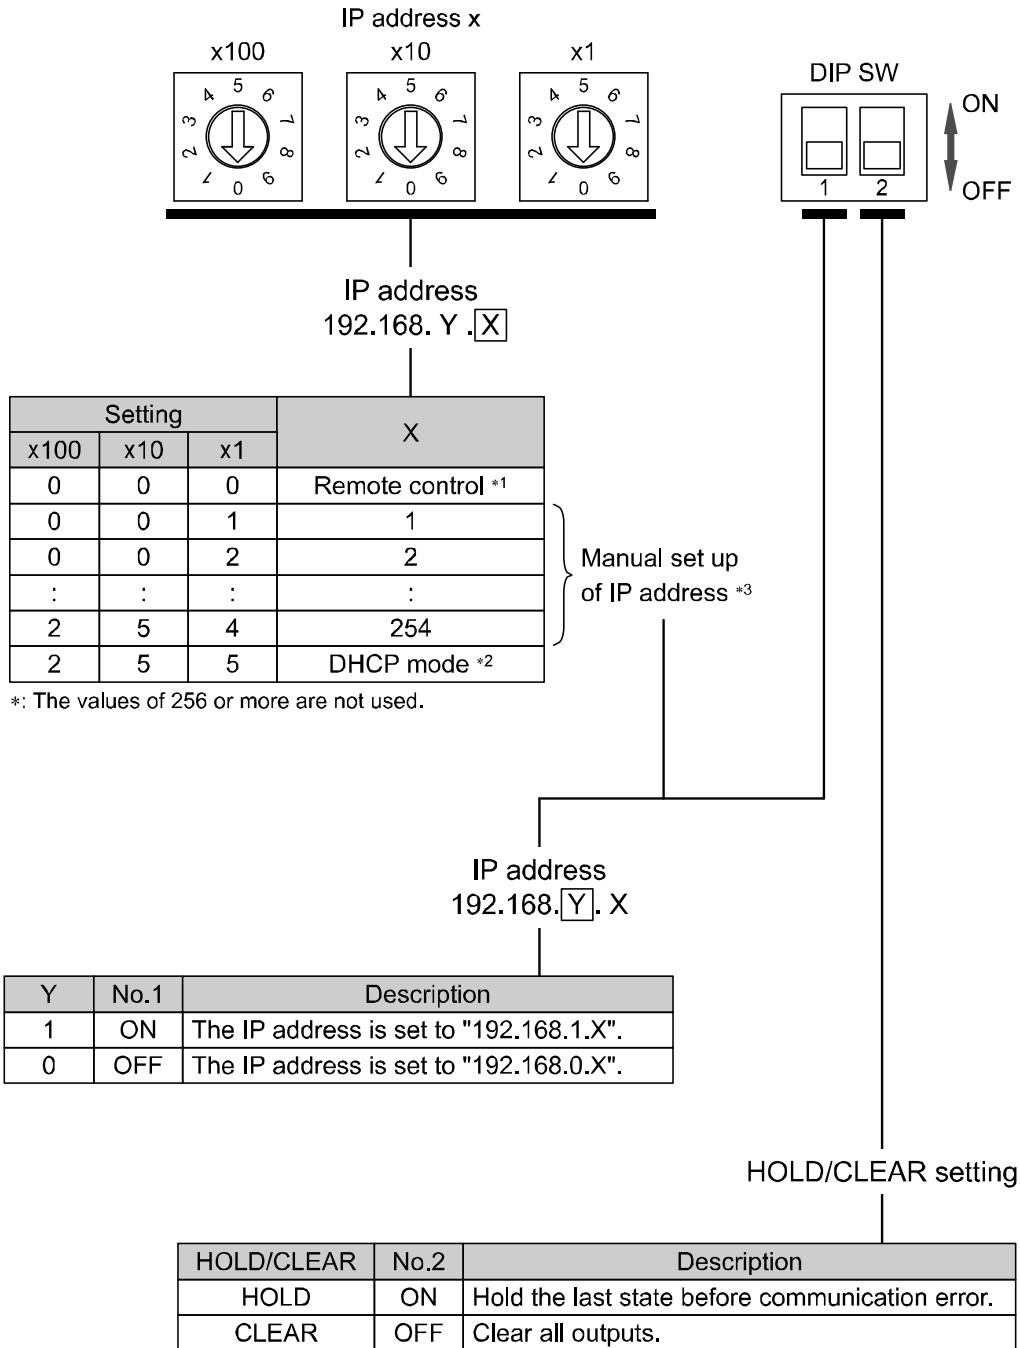 IP address x
x100 x10 x1
DIP SW
0 1 2 3 4 5 6 7 8 9
0 1 2 3 4 5 6 7 8 9
0 1 2 3 4 5 6 7 8 9
ON
OFF
1 2
IP address
192.168. Y . X
Setting X
x100 x10 x1
0 0 0 Remote control *1
0 0 1 1
0 0 2 2
: : : :
2 5 4 254
2 5 5 DHCP mode *2
Manual set up
of IP address *3
*: The values of 256 or more are not used.
IP address
192.168. Y . X
Y No.1 Description
1 ON The IP address is set to "192.168.1.X".
0 OFF The IP address is set to "192.168.0.X".
HOLD/CLEAR setting
HOLD/CLEAR No.2 Description
HOLD ON Hold the last state before communication error.
CLEAR OFF Clear all outputs.